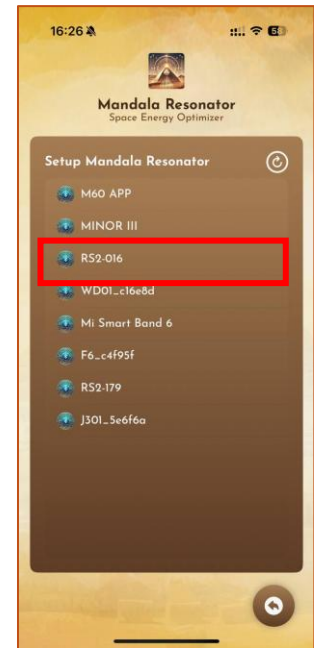 16:26
Mandala Resonator
Space Energy Optimizer
Setup Mandala Resonator
M60 APP
MINOR III
RS2-016
WD01_c16e8d
Mi Smart Band 6
F6_c4f95f
RS2-179
J301_5e6f6a